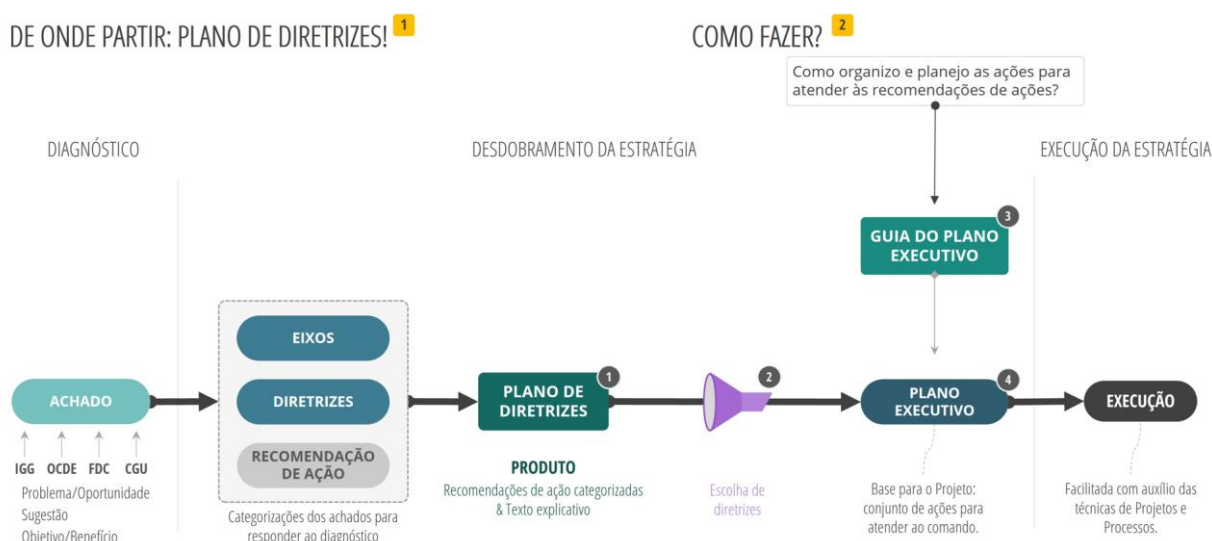 DE ONDE PARTIR: PLANO DE DIRETRIZES! 1
COMO FAZER? 2
Como organizo e planejo as ações para
atender às recomendações de ações?
DIAGNÓSTICO
DESDOBRAMENTO DA ESTRATÉGIA
EXECUÇÃO DA ESTRATÉGIA
3
GUIA DO PLANO
EXECUTIVO
ACHADO
IGG OCDE FDC CGU
Problema/Oportunidade
Sugestão
Objetivo/Benefício
EIXOS
DIRETRIZES
RECOMENDAÇÃO
DE AÇÃO
Categorizações dos achados para
responder ao diagnóstico
1
PLANO DE
DIRETRIZES
PRODUTO
Recomendações de ação categorizadas
& Texto explicativo
2
Escolha de
diretrizes
4
PLANO
EXECUTIVO
Base para o Projeto:
conjunto de ações para
atender ao comando.
EXECUÇÃO
Facilitada com auxílio das
técnicas de Projetos e
Processos.